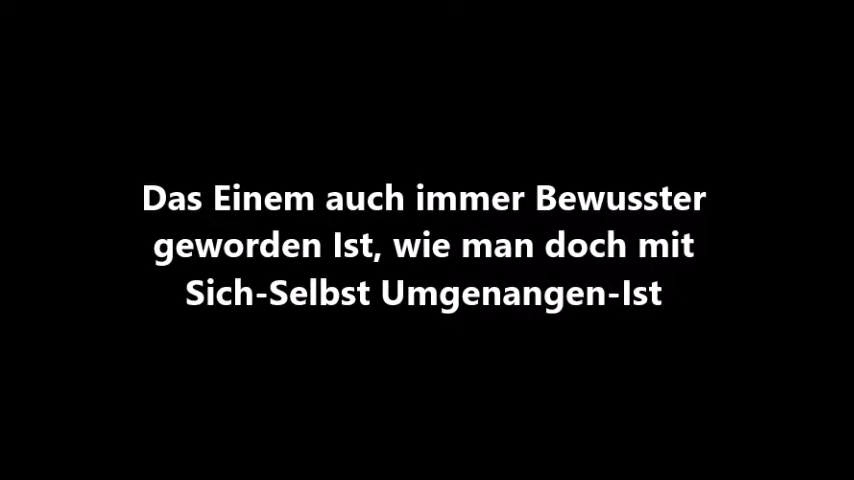 Das Einem auch immer Bewusster
geworden Ist, wie man doch mit
Sich-Selbst Umgenangen-Ist